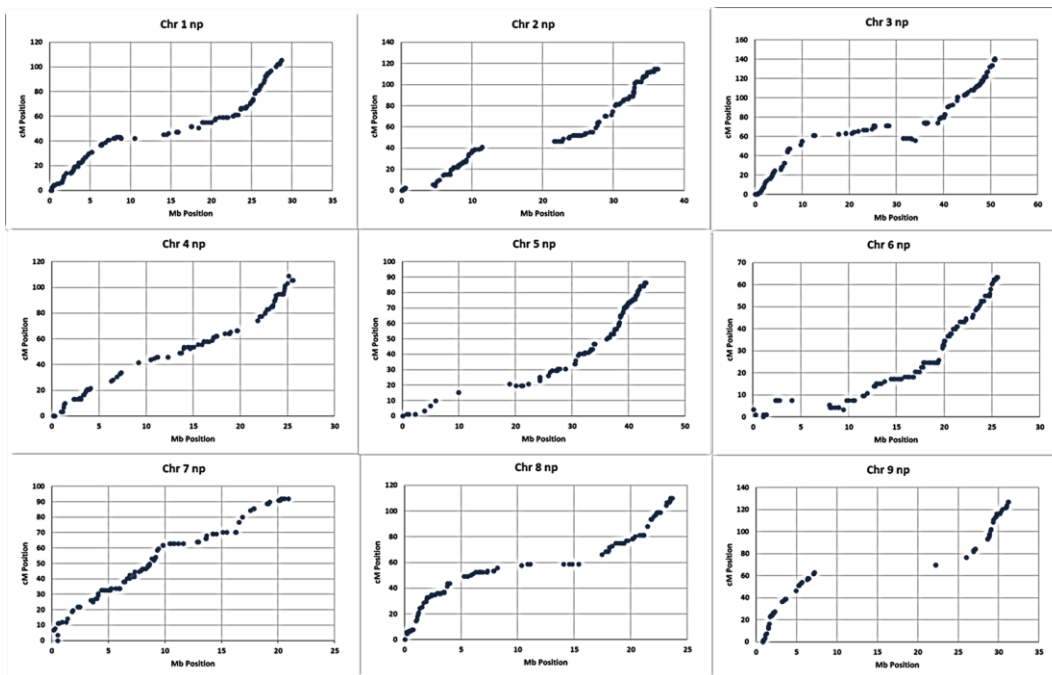 Chr 1 np
120
100
80
60
40
20
0
cM Position
0 5 10 15 20 25 30 35
Mb Position
Chr 2 np
140
120
100
80
60
40
20
0
cM Position
0 10 20 30 40
Mb Position
Chr 3 np
160
140
120
100
80
60
40
20
0
cM Position
0 10 20 30 40 50 60
Mb Position
Chr 4 np
120
100
80
60
40
20
0
cM Position
0 5 10 15 20 25 30
Mb Position
Chr 5 np
100
90
80
70
60
50
40
30
20
10
0
cM Position
0 10 20 30 40 50
Mb Position
Chr 6 np
70
60
50
40
30
20
10
0
cM Position
0 5 10 15 20 25 30
Mb Position
Chr 7 np
100
90
80
70
60
50
40
30
20
10
0
cM Position
0 5 10 15 20 25
Mb Position
Chr 8 np
120
100
80
60
40
20
0
cM Position
0 5 10 15 20 25
Mb Position
Chr 9 np
140
120
100
80
60
40
20
0
cM Position
0 5 10 15 20 25 30 35
Mb Position